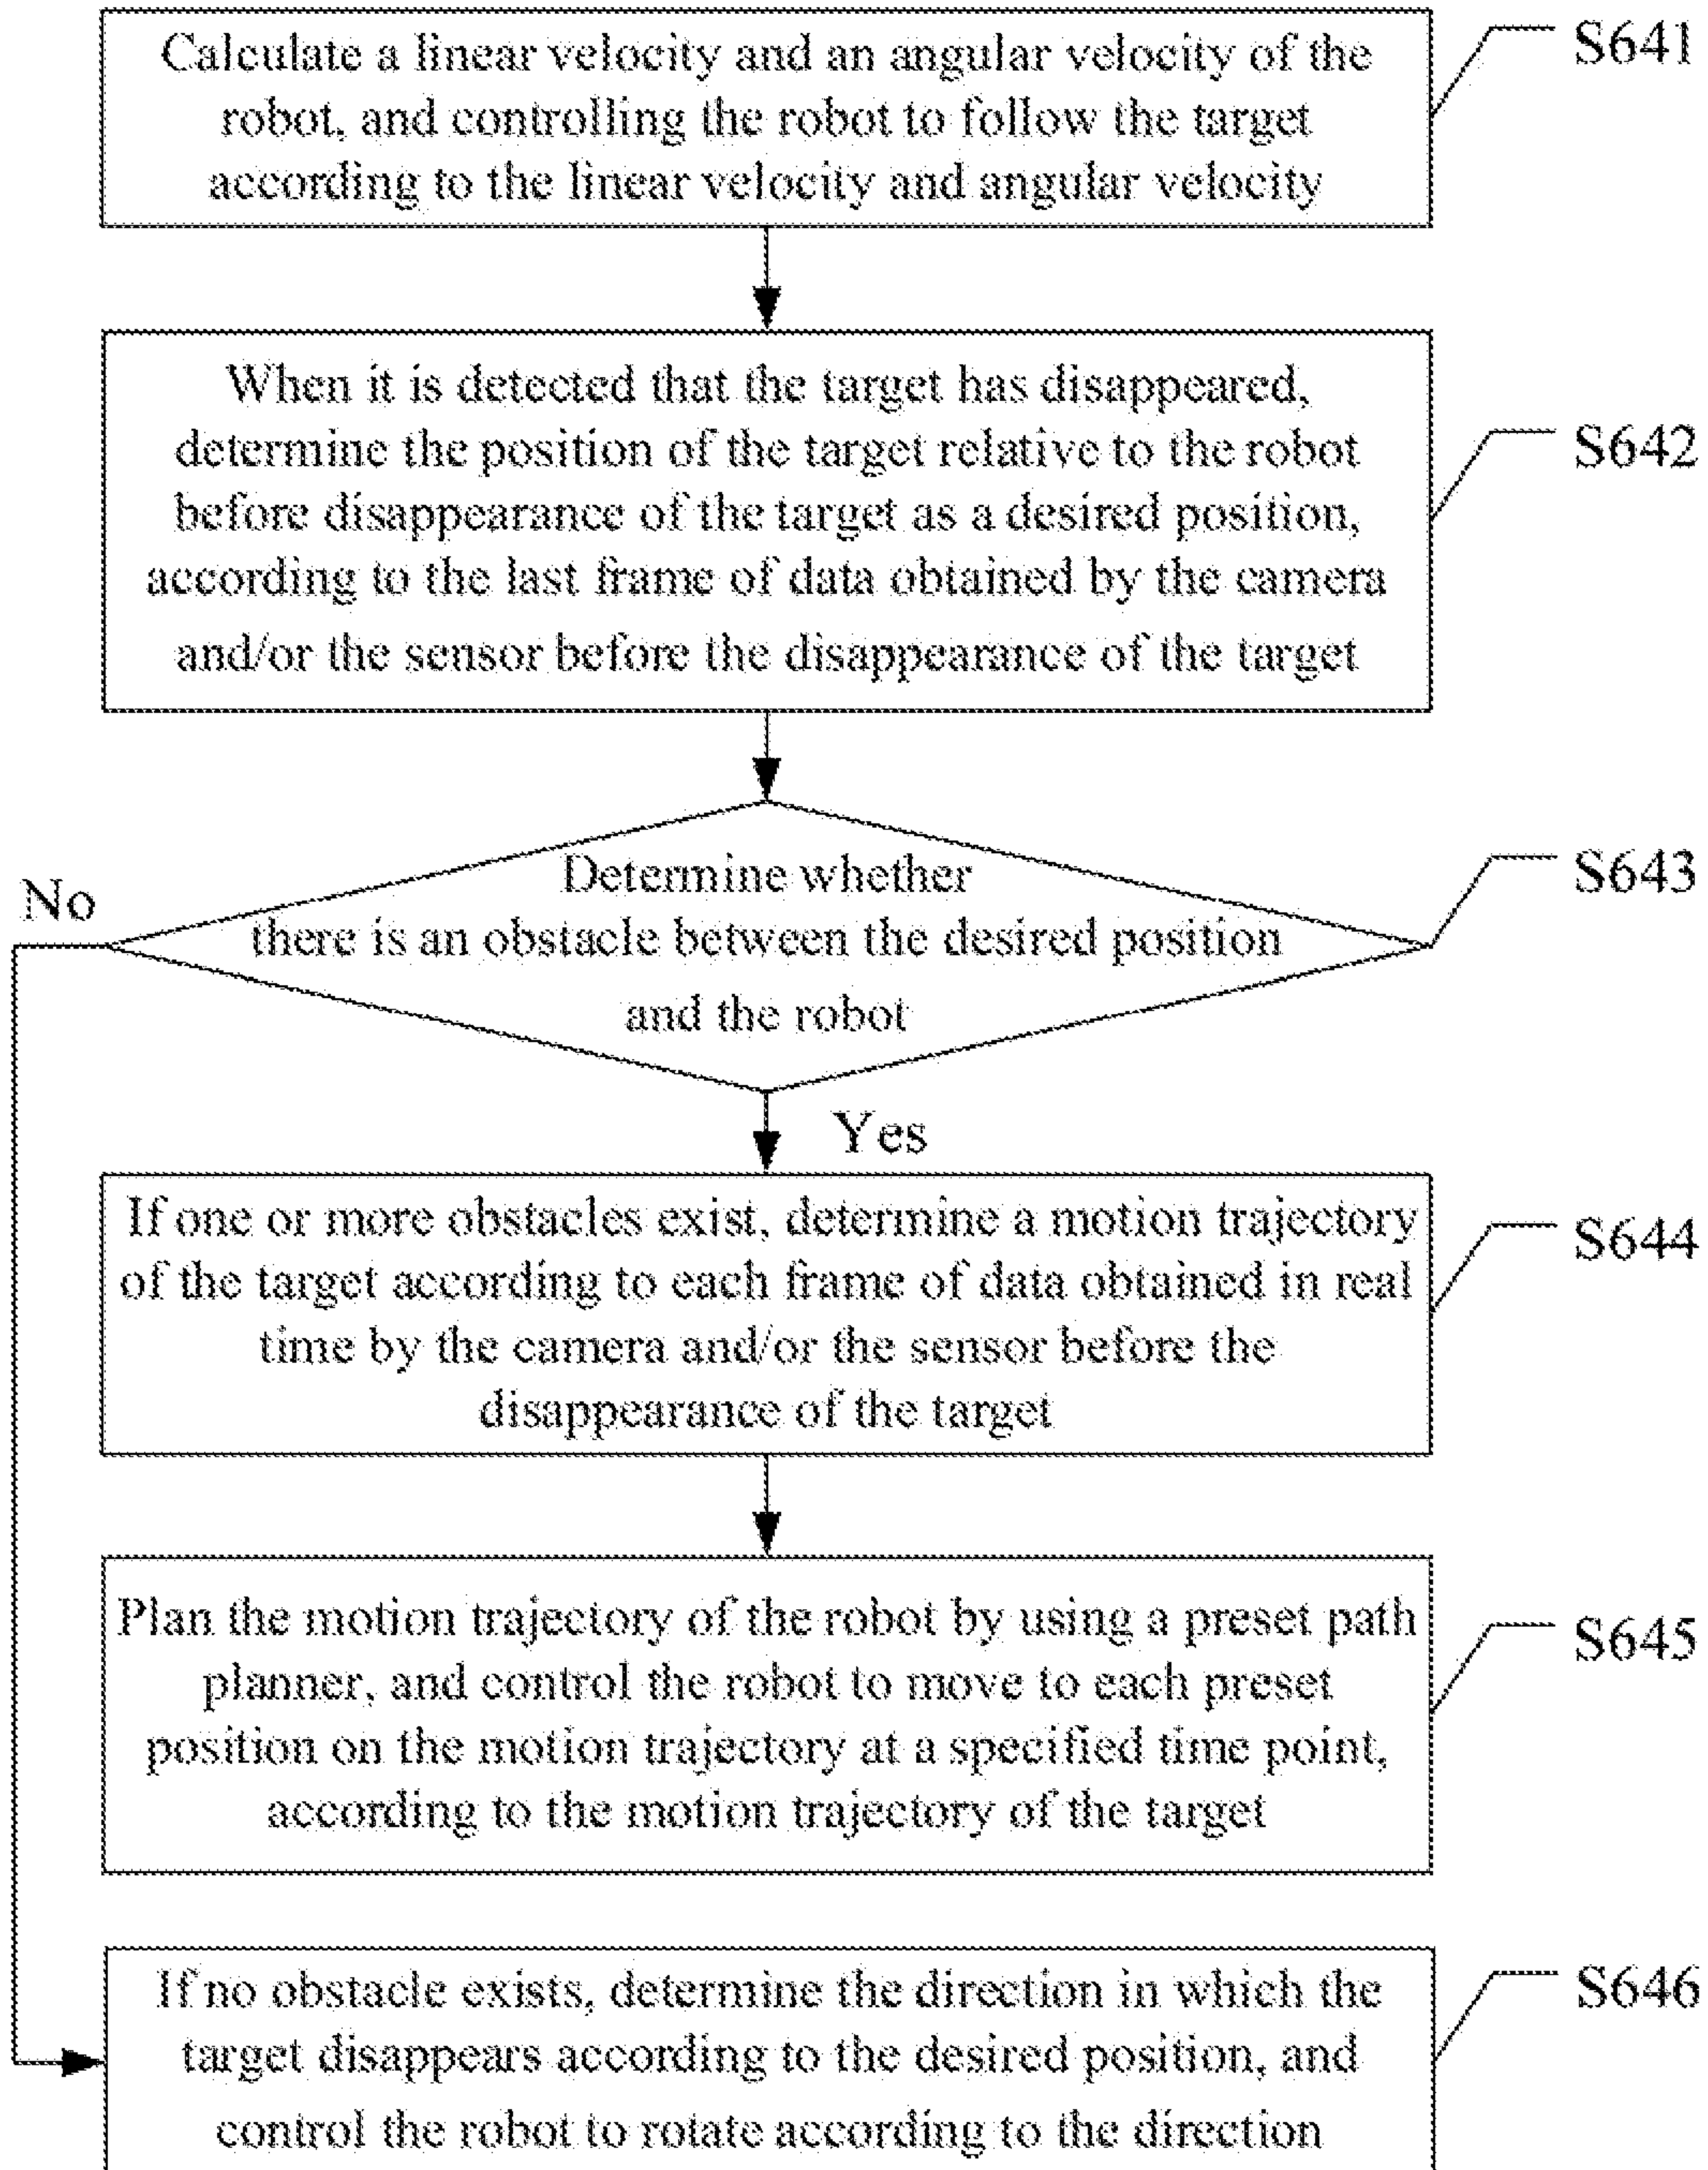 Calculate a linear velocity and an angular velocity of the
robot, and controlling the robot to follow the target
according to the linear velocity and angular velocity
S641
When it is detected that the target has disappeared,
determine the position of the target relative to the robot
before disappearance of the target as a desired position,
according to the last frame of data obtained by the camera
and/or the sensor before the disappearance of the target
S642
Determine whether
there is an obstacle between the desired position
and the robot
S643
No
Yes
If one or more obstacles exist, determine a motion trajectory
of the target according to each frame of data obtained in real
time by the camera and/or the sensor before the
disappearance of the target
S644
Plan the motion trajectory of the robot by using a preset path
planner, and control the robot to move to each preset
position on the motion trajectory at a specified time point,
according to the motion trajectory of the target
S645
If no obstacle exists, determine the direction in which the
target disappears according to the desired position, and
control the robot to rotate according to the direction
S646